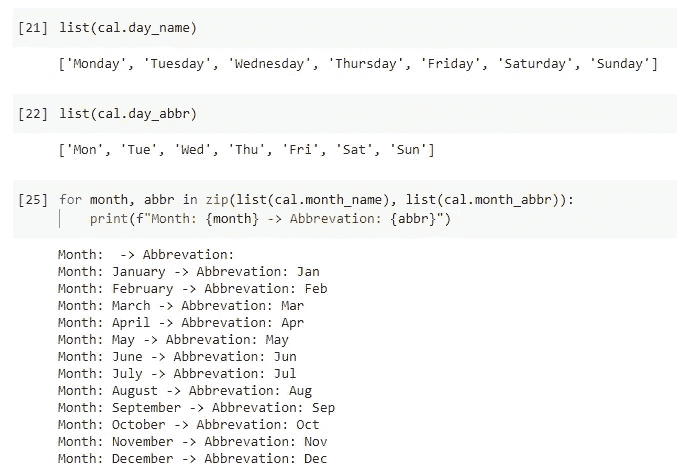 [21] list(cal.day_name)
['Monday', 'Tuesday', 'Wednesday', 'Thursday', 'Friday', 'Saturday', 'Sunday']
[22] list(cal.day_abbr)
['Mon', 'Tue', 'Wed', 'Thu', 'Fri', 'Sat', 'Sun']
[25] for month, abbr in zip(list(cal.month_name), list(cal.month_abbr)):
print(f"Month: {month} -> Abbrevation: {abbr}")
Month:  -> Abbrevation:
Month: January -> Abbrevation: Jan
Month: February -> Abbrevation: Feb
Month: March -> Abbrevation: Mar
Month: April -> Abbrevation: Apr
Month: May -> Abbrevation: May
Month: June -> Abbrevation: Jun
Month: July -> Abbrevation: Jul
Month: August -> Abbrevation: Aug
Month: September -> Abbrevation: Sep
Month: October -> Abbrevation: Oct
Month: November -> Abbrevation: Nov
Month: December -> Abbrevation: Dec